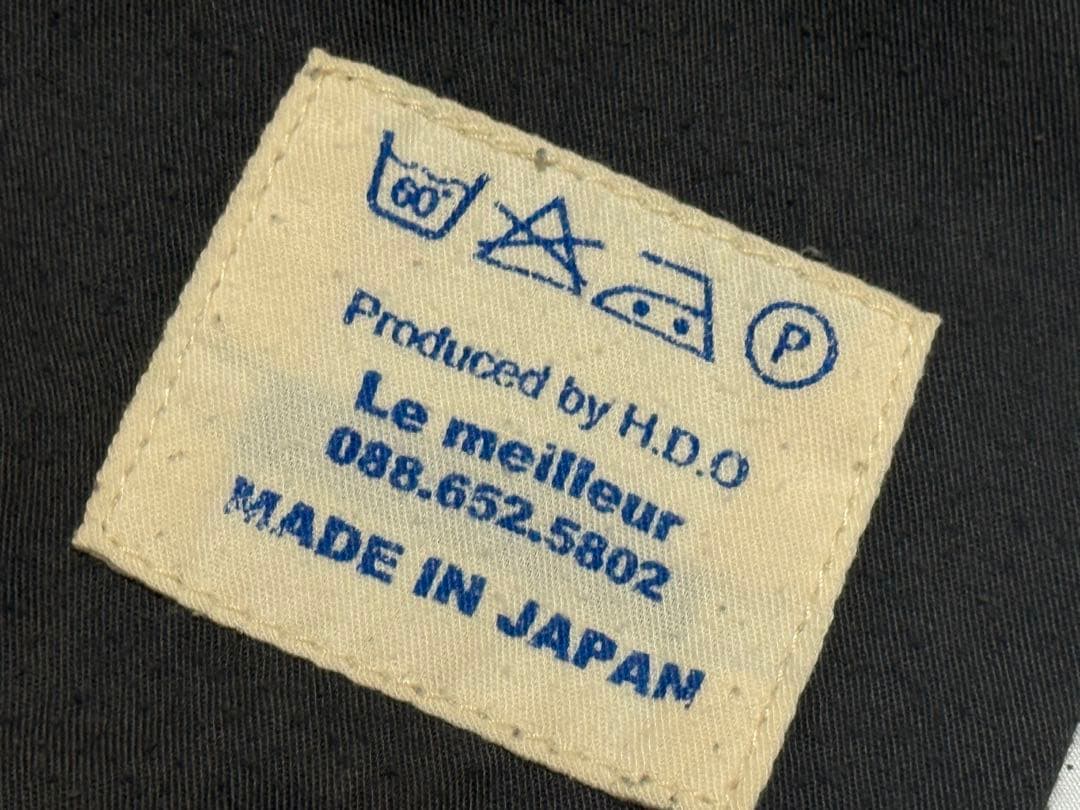 60°
P
Produced by H.D.O
Le meilleur
088.652.5802
MADE IN JAPAN